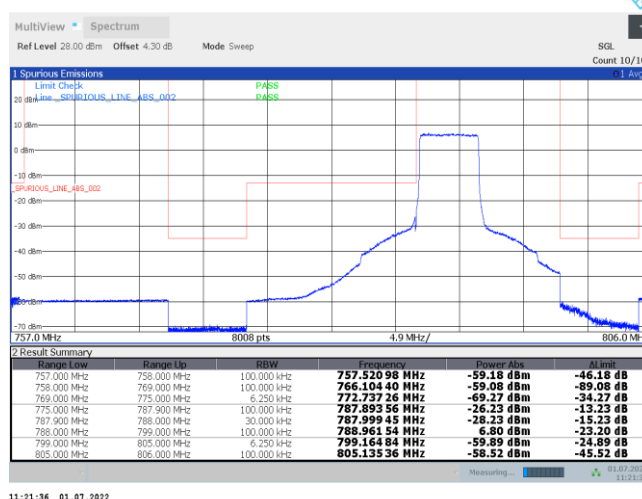 MultiView Spectrum
Ref Level 28.00 dBm Offset 4.30 dB Mode Sweep SGL
Count 10/10
1 Spurious Emissions 1 Avg
Limit Check PASS
Line _SPURIOUS_LINE_ABS_002 PASS
20 dBm
10 dBm
0 dBm
-10 dBm
_SPURIOUS_LINE_ABS_002
-20 dBm
-30 dBm
-40 dBm
-50 dBm
-60 dBm
-70 dBm
757.0 MHz 8008 pts 4.9 MHz/ 806.0 MHz
2 Result Summary
Range Low Range Up RBW Frequency Power Abs ΔLimit
757.000 MHz 758.000 MHz 100.000 kHz 757.520 98 MHz -59.18 dBm -46.18 dB
758.000 MHz 769.000 MHz 100.000 kHz 766.104 40 MHz -59.08 dBm -89.08 dB
769.000 MHz 775.000 MHz 6.250 kHz 772.737 26 MHz -69.27 dBm -34.27 dB
775.000 MHz 787.900 MHz 100.000 kHz 787.893 56 MHz -26.23 dBm -13.23 dB
787.900 MHz 788.000 MHz 30.000 kHz 787.999 45 MHz -28.23 dBm -15.23 dB
788.000 MHz 799.000 MHz 100.000 kHz 788.961 54 MHz 6.80 dBm -23.20 dB
799.000 MHz 805.000 MHz 6.250 kHz 799.164 84 MHz -59.89 dBm -24.89 dB
805.000 MHz 806.000 MHz 100.000 kHz 805.135 36 MHz -58.52 dBm -45.52 dB
Measuring... 01.07.202
11:21:3
11:21:36 01.07.2022